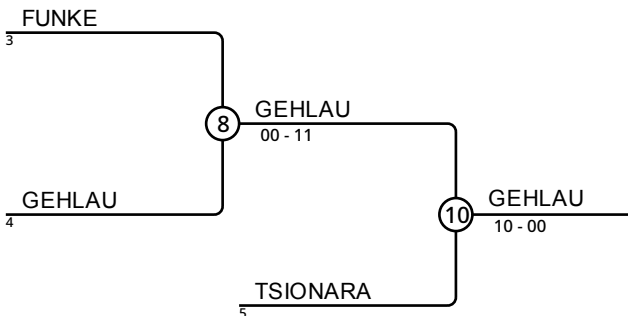 FUNKE
3
8
GEHLAU
00 - 11
GEHLAU
4
10
GEHLAU
10 - 00
TSIONARA
5